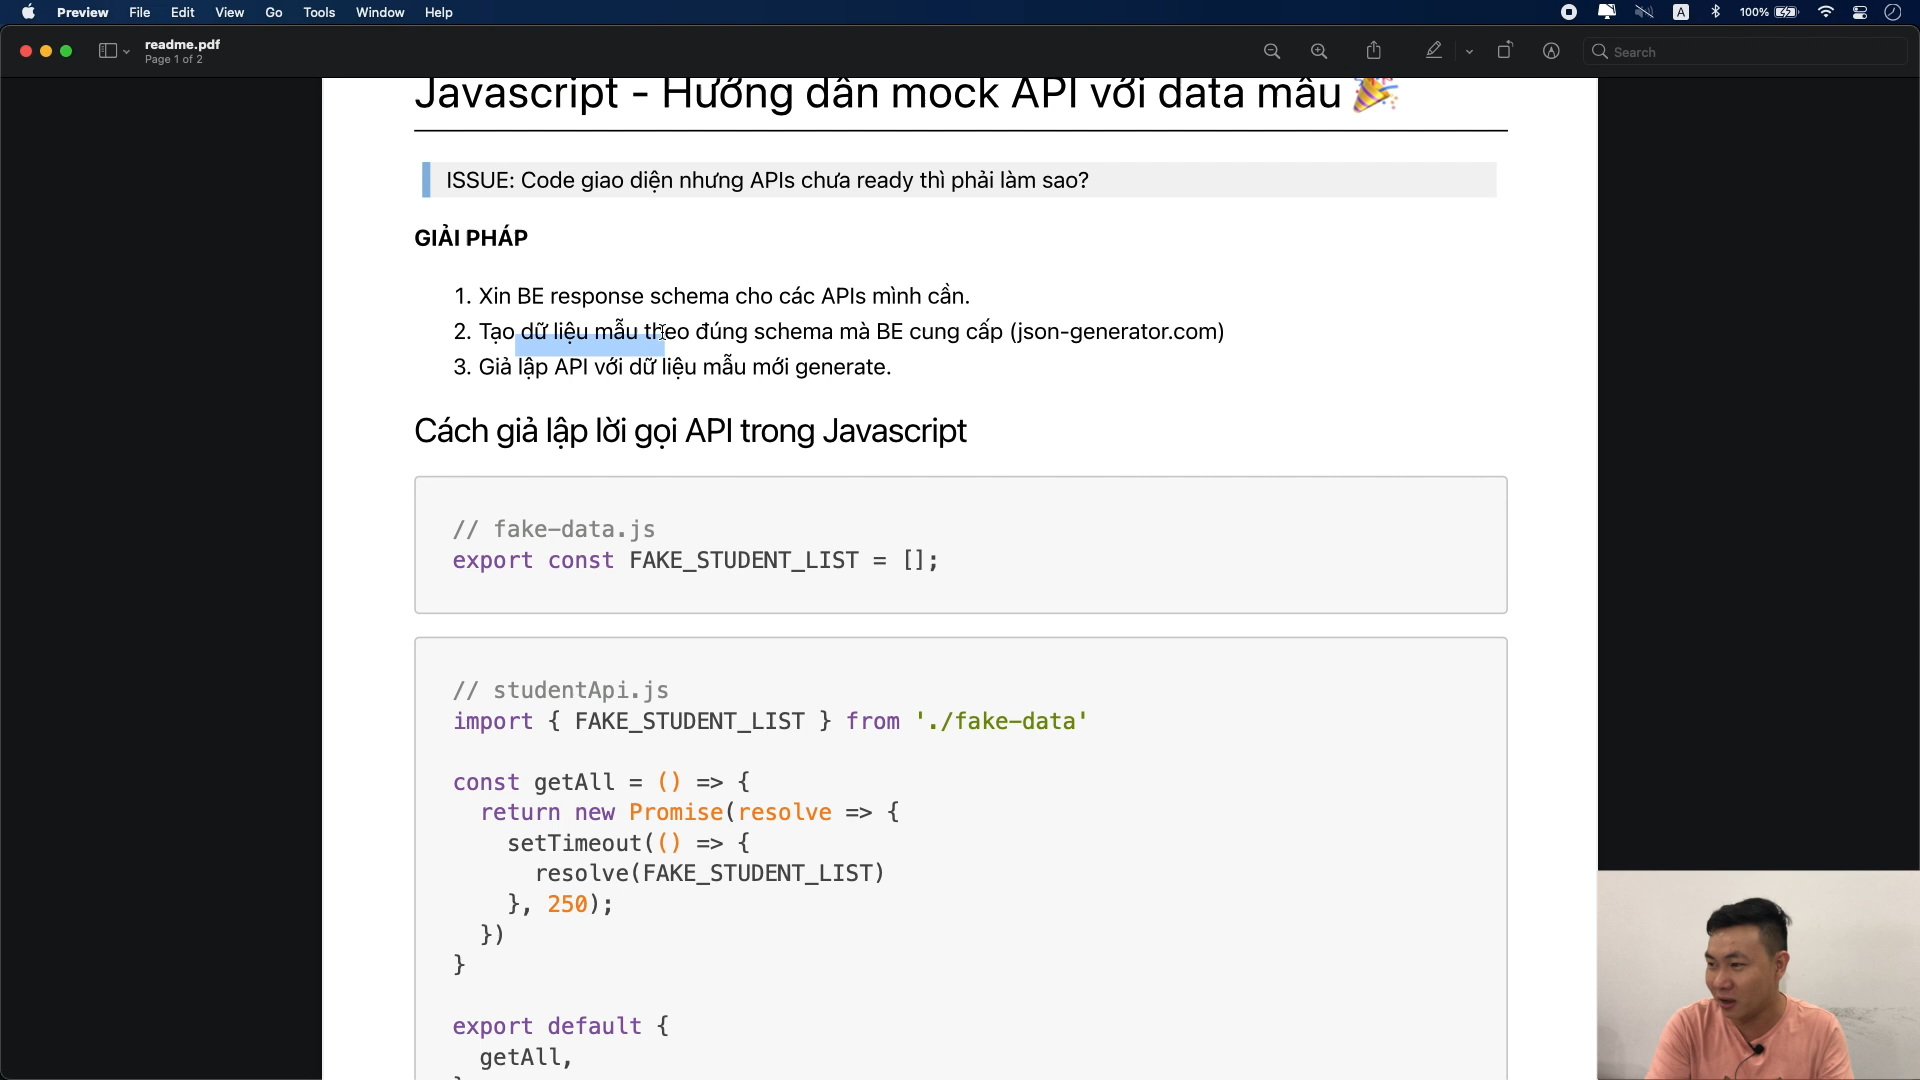 Preview File Edit View Go Tools Window Help
A 100%
readme.pdf
Page 1 of 2
Search
Javascript - Hướng dẫn mock API với data mẫu 🎉
ISSUE: Code giao diện nhưng APIs chưa ready thì phải làm sao?
GIẢI PHÁP
1. Xin BE response schema cho các APIs mình cần.
2. Tạo dữ liệu mẫu theo đúng schema mà BE cung cấp (json-generator.com)
3. Giả lập API với dữ liệu mẫu mới generate.
Cách giả lập lời gọi API trong Javascript
// fake-data.js
export const FAKE_STUDENT_LIST = [];
// studentApi.js
import { FAKE_STUDENT_LIST } from './fake-data'
const getAll = () => {
return new Promise(resolve => {
setTimeout(() => {
resolve(FAKE_STUDENT_LIST)
}, 250);
})
}
export default {
getAll,